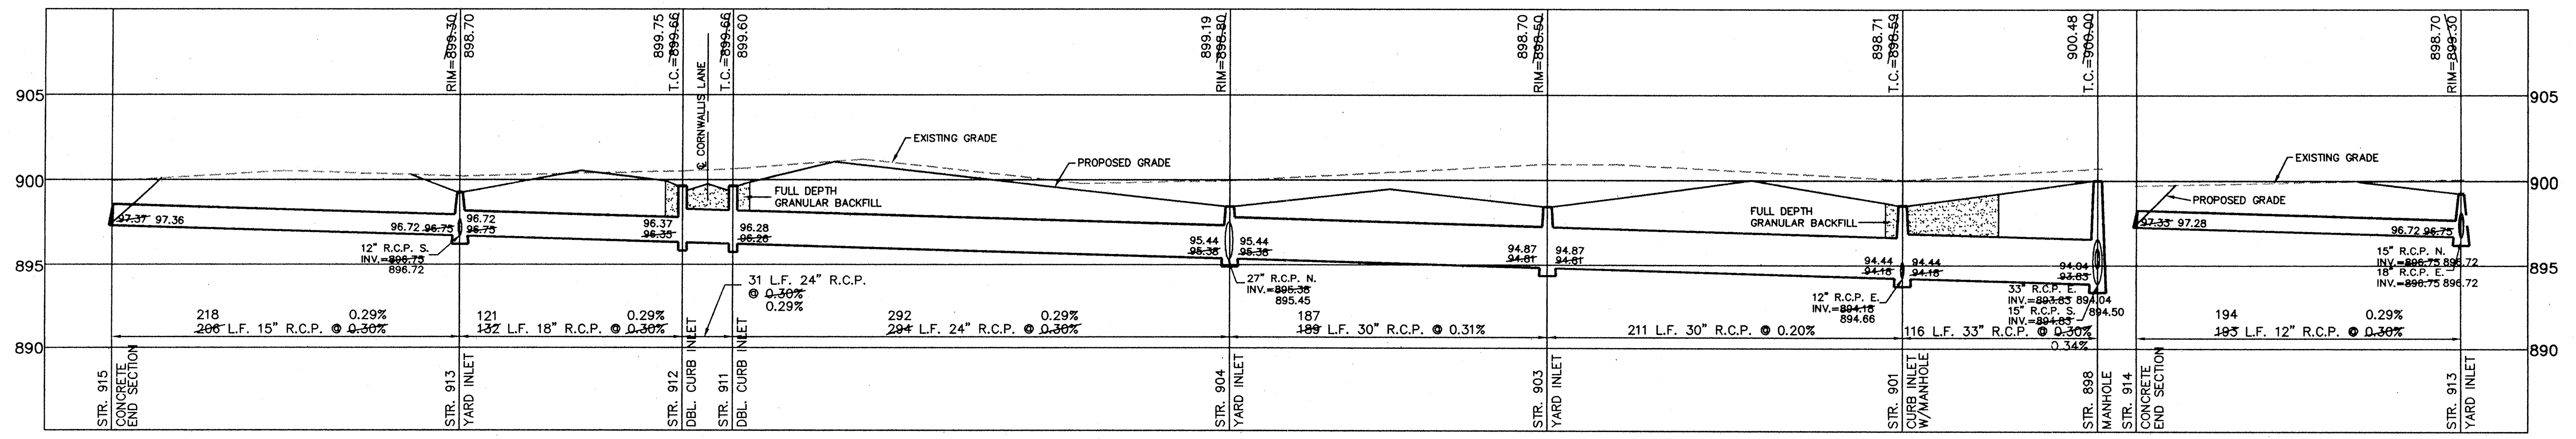 RIM=899.30
898.70
899.75
T.C.=899.66
℄ CORNWALLIS LANE
T.C.=899.66
899.60
899.19
RIM=898.80
898.70
RIM=898.50
898.71
T.C.=898.59
900.48
T.C.=900.00
898.70
RIM=899.30
905
905
EXISTING GRADE
PROPOSED GRADE
EXISTING GRADE
PROPOSED GRADE
900
900
FULL DEPTH
GRANULAR BACKFILL
FULL DEPTH
GRANULAR BACKFILL
97.37 97.36
96.72 96.75
96.72
96.75
96.37
96.35
96.28
96.26
95.44
95.38
95.44
95.38
94.87
94.81
94.87
94.81
94.44
94.18
94.44
94.18
94.04
93.83
97.33 97.28
96.72 96.75
12" R.C.P. S.
INV.=896.75
896.72
27" R.C.P. N.
INV.=895.38
895.45
12" R.C.P. E.
INV.=894.18
894.66
33" R.C.P. E.
INV.=893.83 894.04
15" R.C.P. S.
INV.=894.83
894.50
15" R.C.P. N.
INV.=896.75 896.72
18" R.C.P. E.
INV.=896.75 896.72
895
895
31 L.F. 24" R.C.P.
@ 0.30%
0.29%
218 0.29%
206 L.F. 15" R.C.P. @ 0.30%
121 0.29%
132 L.F. 18" R.C.P. @ 0.30%
292 0.29%
294 L.F. 24" R.C.P. @ 0.30%
187
189 L.F. 30" R.C.P. @ 0.31%
211 L.F. 30" R.C.P. @ 0.20%
116 L.F. 33" R.C.P. @ 0.30%
0.34%
194 0.29%
193 L.F. 12" R.C.P. @ 0.30%
890
890
STR. 915
CONCRETE
END SECTION
STR. 913
YARD INLET
STR. 912
DBL. CURB INLET
STR. 911
DBL. CURB INLET
STR. 904
YARD INLET
STR. 903
YARD INLET
STR. 901
CURB INLET
W/MANHOLE
STR. 898
MANHOLE
STR. 914
CONCRETE
END SECTION
STR. 913
YARD INLET